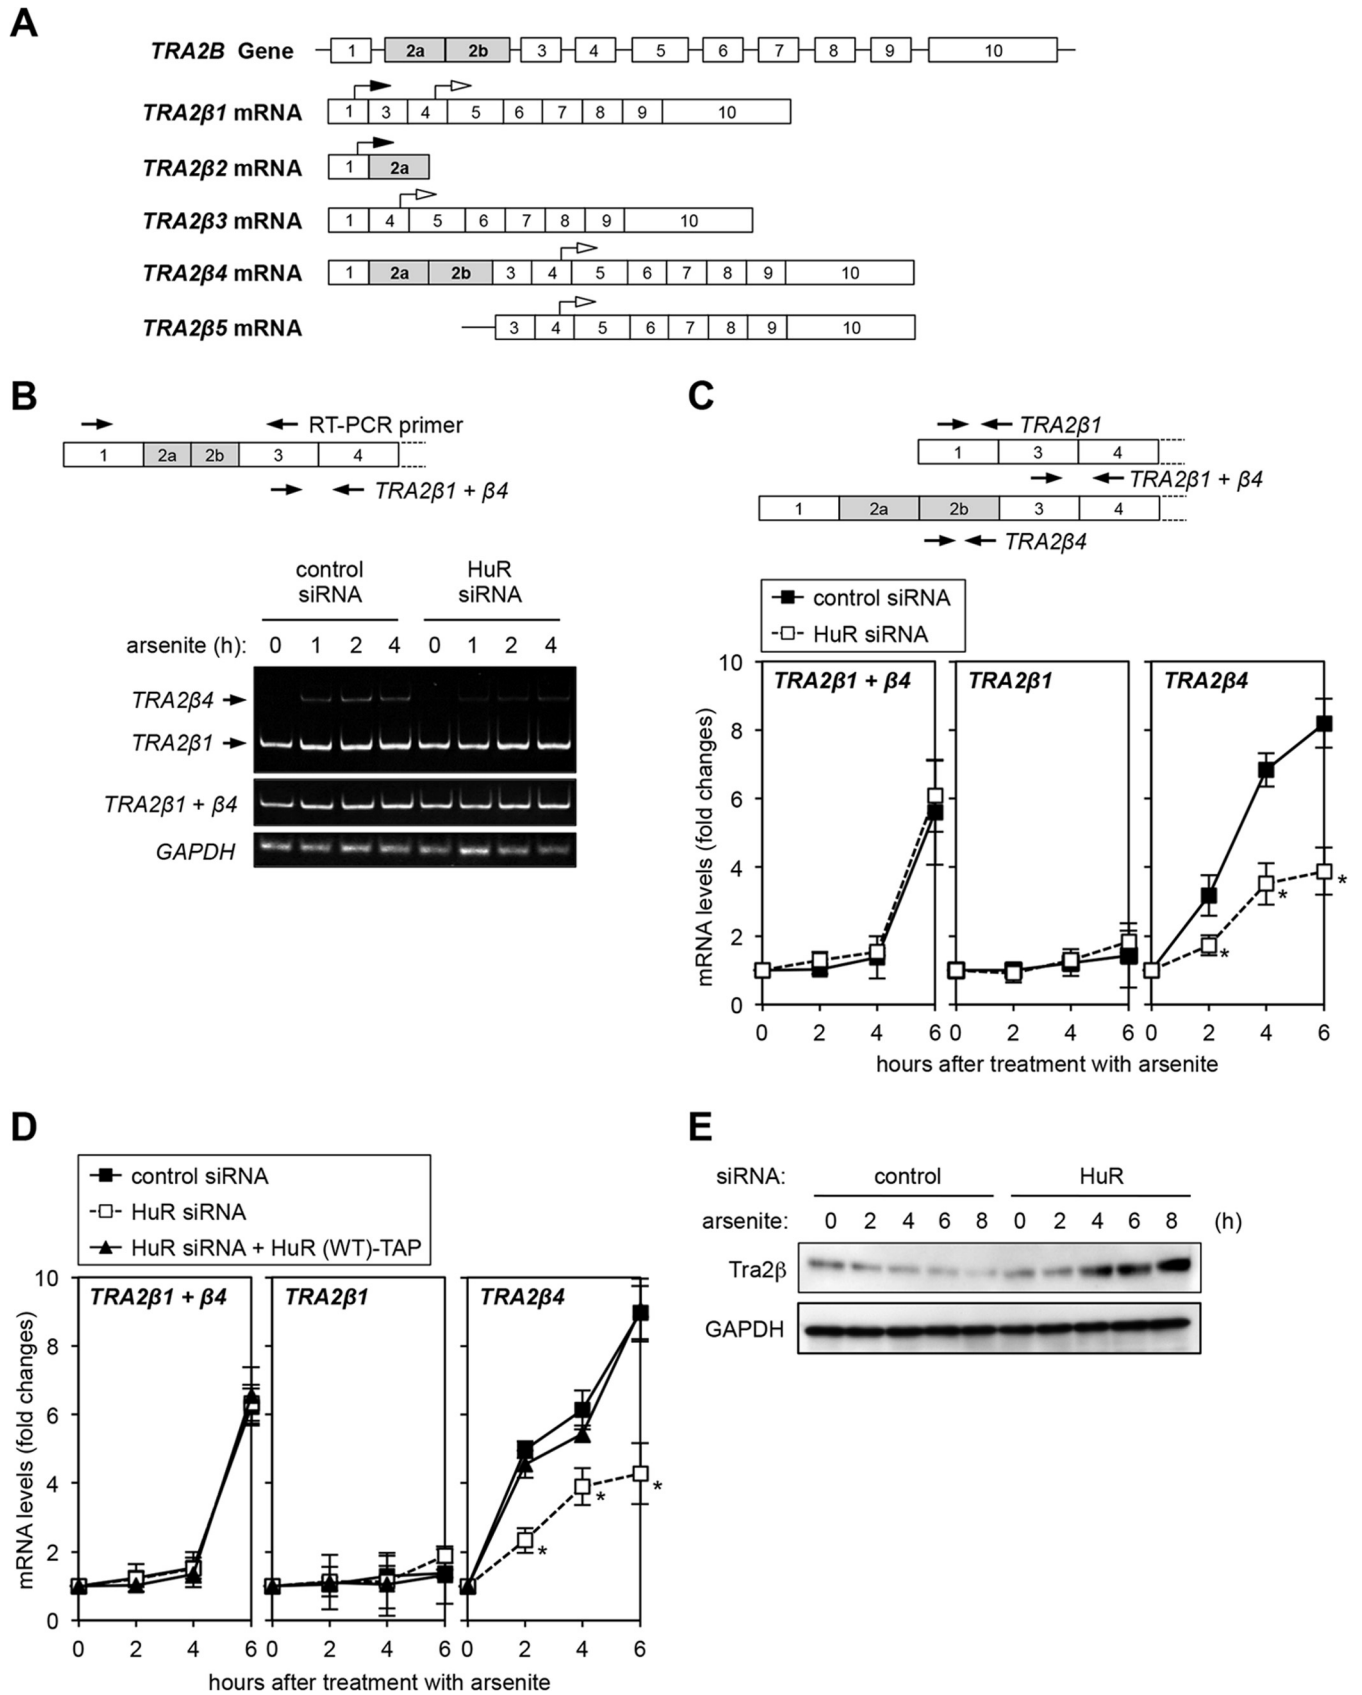 A
TRA2B Gene 1 2a 2b 3 4 5 6 7 8 9 10
TRA2β1 mRNA 1 3 4 5 6 7 8 9 10
TRA2β2 mRNA 1 2a
TRA2β3 mRNA 1 4 5 6 7 8 9 10
TRA2β4 mRNA 1 2a 2b 3 4 5 6 7 8 9 10
TRA2β5 mRNA 3 4 5 6 7 8 9 10
B
RT-PCR primer
1 2a 2b 3 4
TRA2β1 + β4
control siRNA
HuR siRNA
arsenite (h): 0 1 2 4 0 1 2 4
TRA2β4
TRA2β1
TRA2β1 + β4
GAPDH
C
TRA2β1
1 3 4
TRA2β1 + β4
1 2a 2b 3 4
TRA2β4
control siRNA
HuR siRNA
TRA2β1 + β4 TRA2β1 TRA2β4
mRNA levels (fold changes)
10
8
6
4
2
0
* * *
0 2 4 6 0 2 4 6 0 2 4 6
hours after treatment with arsenite
D
control siRNA
HuR siRNA
HuR siRNA + HuR (WT)-TAP
TRA2β1 + β4 TRA2β1 TRA2β4
mRNA levels (fold changes)
10
8
6
4
2
0
* * *
0 2 4 6 0 2 4 6 0 2 4 6
hours after treatment with arsenite
E
siRNA: control HuR
arsenite: 0 2 4 6 8 0 2 4 6 8 (h)
Tra2β
GAPDH